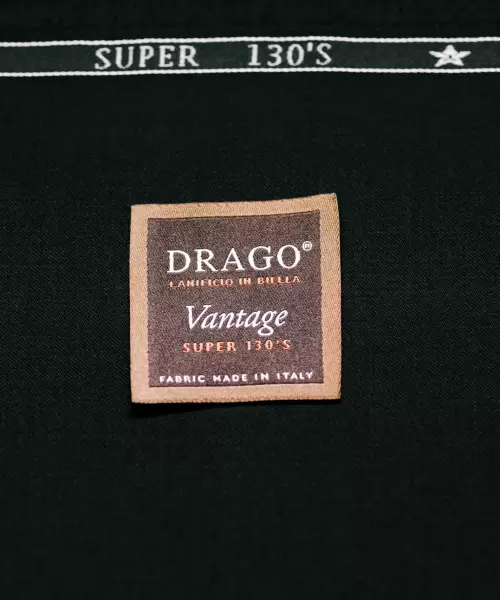 SUPER 130'S
DRAGO®
LANIFICIO IN BIELLA
Vantage
SUPER 130'S
FABRIC MADE IN ITALY